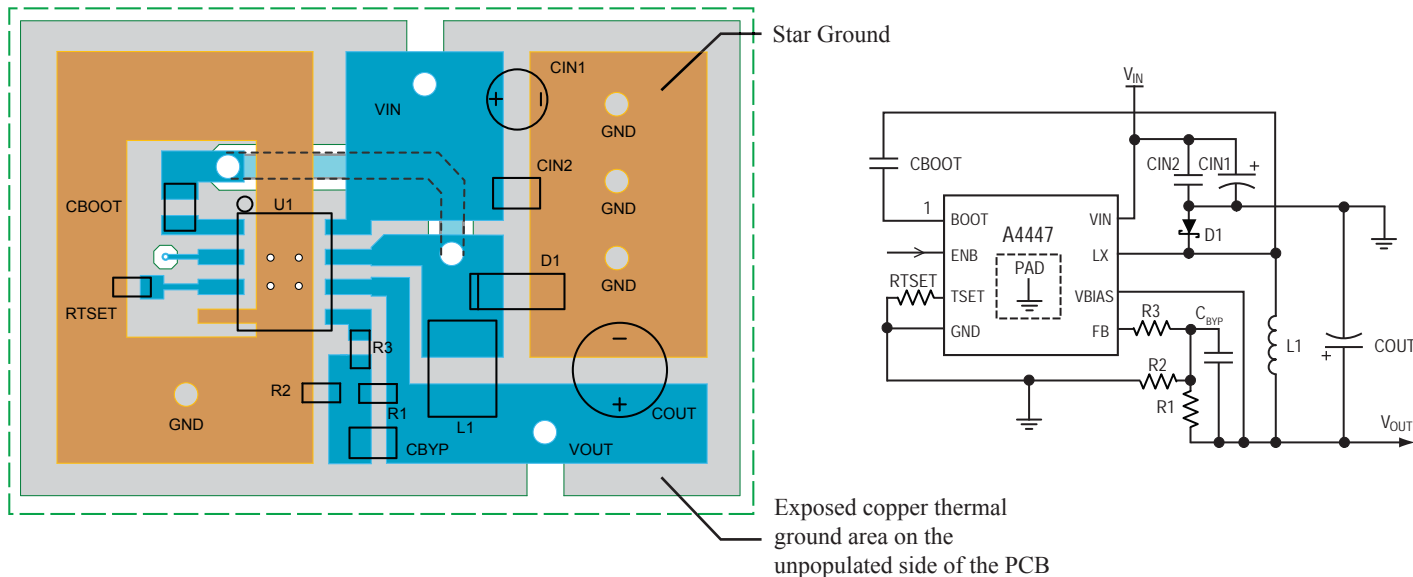 Star Ground
CIN1
VIN
+ −
GND
CIN2
GND
CBOOT
U1
GND
D1
RTSET
R3
−
R2
R1
+
COUT
GND
L1
CBYP
VOUT
Exposed copper thermal
ground area on the
unpopulated side of the PCB
VIN
CBOOT
CIN2
CIN1
+
1
BOOT
VIN
A4447
D1
ENB
LX
PAD
RTSET
TSET
VBIAS
GND
FB
R3
CBYP
L1
+
COUT
R2
R1
VOUT